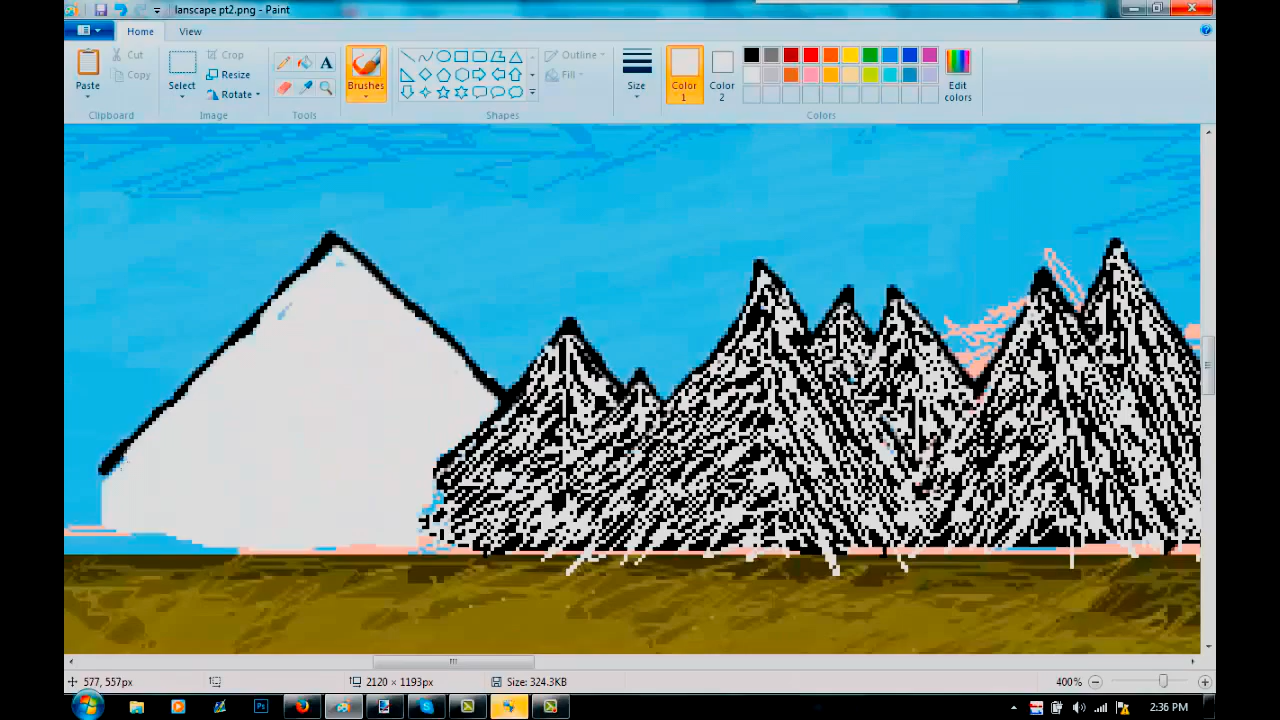 lanscape pt2.png - Paint
Home
View
Paste
Cut
Copy
Clipboard
Select
Crop
Resize
Rotate
Image
A
Tools
Brushes
Shapes
Outline
Fill
Size
Color 1
Color 2
Edit colors
Colors
577, 557px
2120 × 1193px
Size: 324.3KB
400%
Ps
2:36 PM